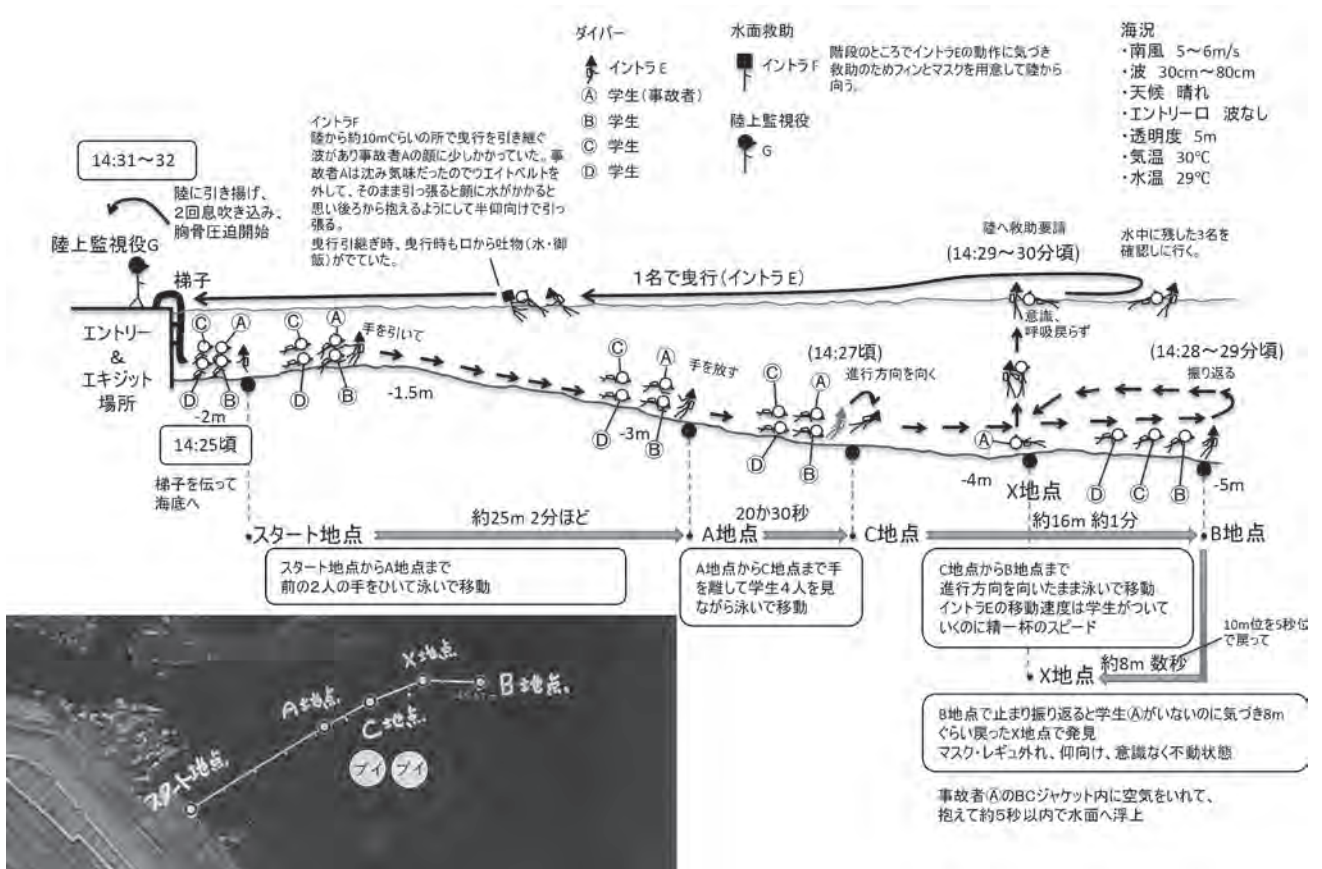 ダイバー
イントラE
Ⓐ 学生(事故者)
Ⓑ 学生
Ⓒ 学生
Ⓓ 学生
水面救助
イントラF
階段のところでイントラEの動作に気づき
救助のためフィンとマスクを用意して陸から
向う。
陸上監視役
G
海況
・南風 5～6m/s
・波 30cm～80cm
・天候 晴れ
・エントリー口 波なし
・透明度 5m
・気温 30℃
・水温 29℃
14:31～32
陸に引き揚げ、
2回息吹き込み、
胸骨圧迫開始
陸上監視役G
梯子
イントラF
陸から約10mぐらいの所で曳行を引き継ぐ
波があり事故者Aの顔に少しかかっていた。事
故者Aは沈み気味だったのでウエイトベルトを
外して、そのまま引っ張ると顔に水がかかると
思い後ろから抱えるようにして半仰向けで引っ
張る。
曳行引継ぎ時、曳行時も口から吐物(水・御
飯)がでていた。
1名で曳行(イントラE)
陸へ救助要請
(14:29～30頃)
水中に残した3名を
確認しに行く。
意識、
呼吸戻らず
エントリー
&
エキジット
場所
Ⓒ Ⓐ Ⓓ Ⓑ
-2m
14:25頃
梯子を伝って
海底へ
Ⓒ Ⓐ Ⓓ Ⓑ
手を引いて
-1.5m
Ⓒ Ⓐ Ⓓ Ⓑ
手を放す
-3m
Ⓒ Ⓐ Ⓓ Ⓑ
(14:27頃)
進行方向を向く
Ⓐ
-4m
X地点
(14:28～29分頃)
振り返る
Ⓓ Ⓒ Ⓑ
-5m
スタート地点
約25m 2分ほど
A地点
20か30秒
C地点
約16m 約1分
B地点
スタート地点からA地点まで
前の2人の手をひいて泳いで移動
A地点からC地点まで手
を離して学生4人を見
ながら泳いで移動
C地点からB地点まで
進行方向を向いたまま泳いで移動
イントラEの移動速度は学生がついて
いくのに精一杯のスピード
10m位を5秒位
で戻って
X地点
約8m 数秒
B地点で止まり振り返ると学生Ⓐがいないのに気づき8m
ぐらい戻ったX地点で発見
マスク・レギュ外れ、仰向け、意識なく不動状態
事故者ⒶのBCジャケット内に空気をいれて、
抱えて約5秒以内で水面へ浮上
スタート地点.
A地点.
C地点.
X地点.
B地点.
ブイ ブイ